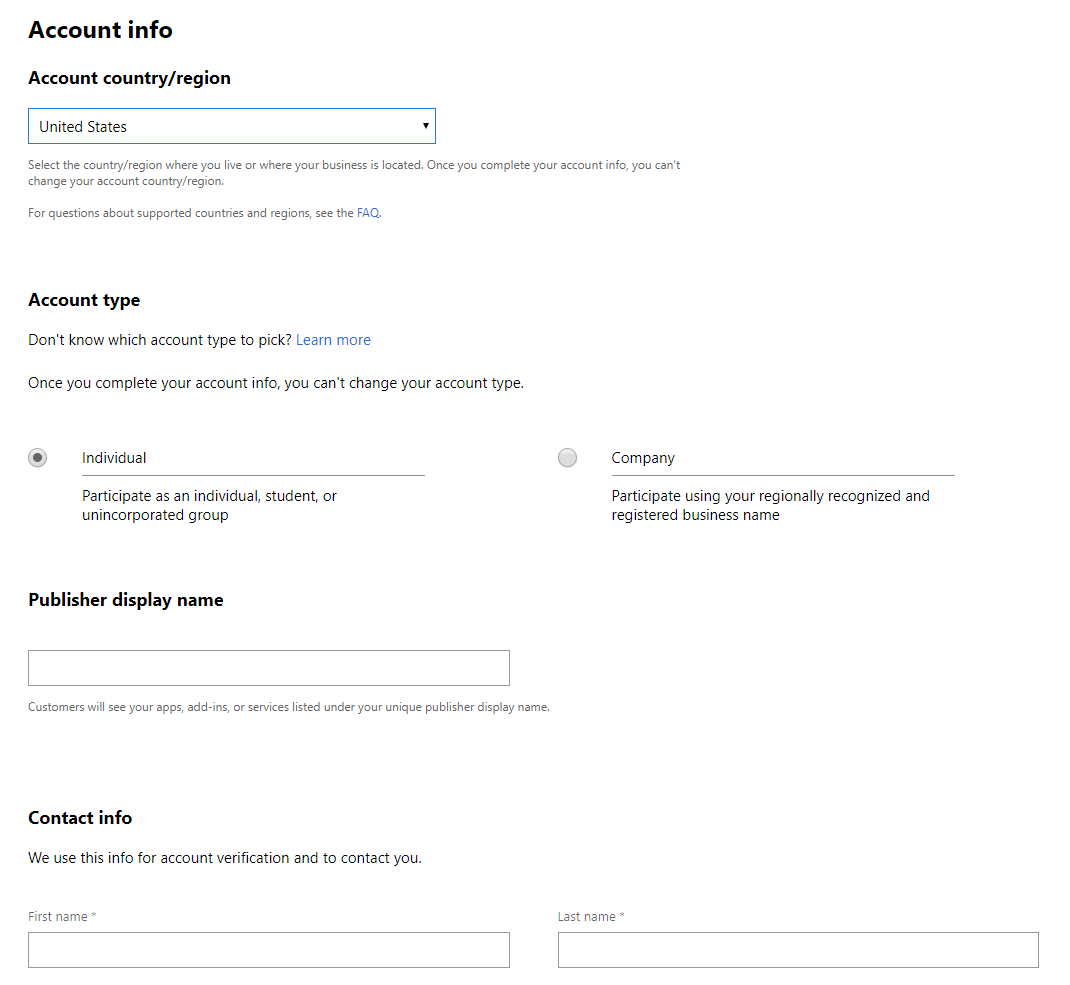 Account info
Account country/region
United States
Select the country/region where you live or where your business is located. Once you complete your account info, you can't
change your account country/region.
For questions about supported countries and regions, see the FAQ.
Account type
Don't know which account type to pick? Learn more
Once you complete your account info, you can't change your account type.
Individual
Participate as an individual, student, or
unincorporated group
Company
Participate using your regionally recognized and
registered business name
Publisher display name
Customers will see your apps, add-ins, or services listed under your unique publisher display name.
Contact info
We use this info for account verification and to contact you.
First name *
Last name *